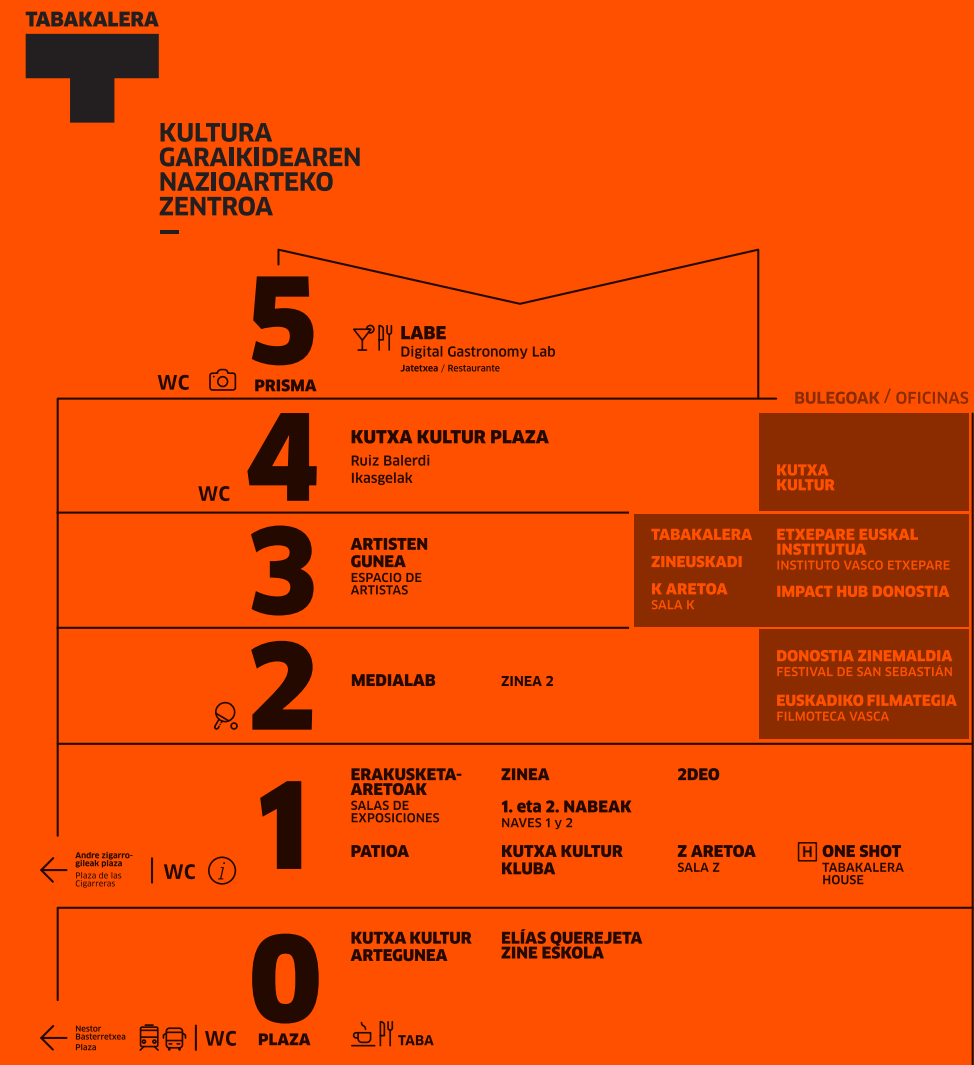 TABAKALERA
KULTURA
GARAIKIDEAREN
NAZIOARTEKO
ZENTROA
5
PRISMA
WC
LABE
Digital Gastronomy Lab
Jatetxea / Restaurante
BULEGOAK / OFICINAS
4
WC
KUTXA KULTUR PLAZA
Ruiz Balerdi
Ikasgelak
KUTXA
KULTUR
3
ARTISTEN
GUNEA
ESPACIO DE
ARTISTAS
TABAKALERA
ZINEUSKADI
K ARETOA
SALA K
ETXEPARE EUSKAL
INSTITUTUA
INSTITUTO VASCO ETXEPARE
IMPACT HUB DONOSTIA
2
MEDIALAB
ZINEA 2
DONOSTIA ZINEMALDIA
FESTIVAL DE SAN SEBASTIÁN
EUSKADIKO FILMATEGIA
FILMOTECA VASCA
1
Andre zigarro-
gileak plaza
Plaza de las
Cigarreras
WC
i
ERAKUSKETA-
ARETOAK
SALAS DE
EXPOSICIONES
ZINEA
2DEO
1. eta 2. NABEAK
NAVES 1 y 2
PATIOA
KUTXA KULTUR
KLUBA
Z ARETOA
SALA Z
H ONE SHOT
TABAKALERA
HOUSE
0
PLAZA
Nestor
Basterretxea
Plaza
WC
KUTXA KULTUR
ARTEGUNEA
ELÍAS QUEREJETA
ZINE ESKOLA
TABA